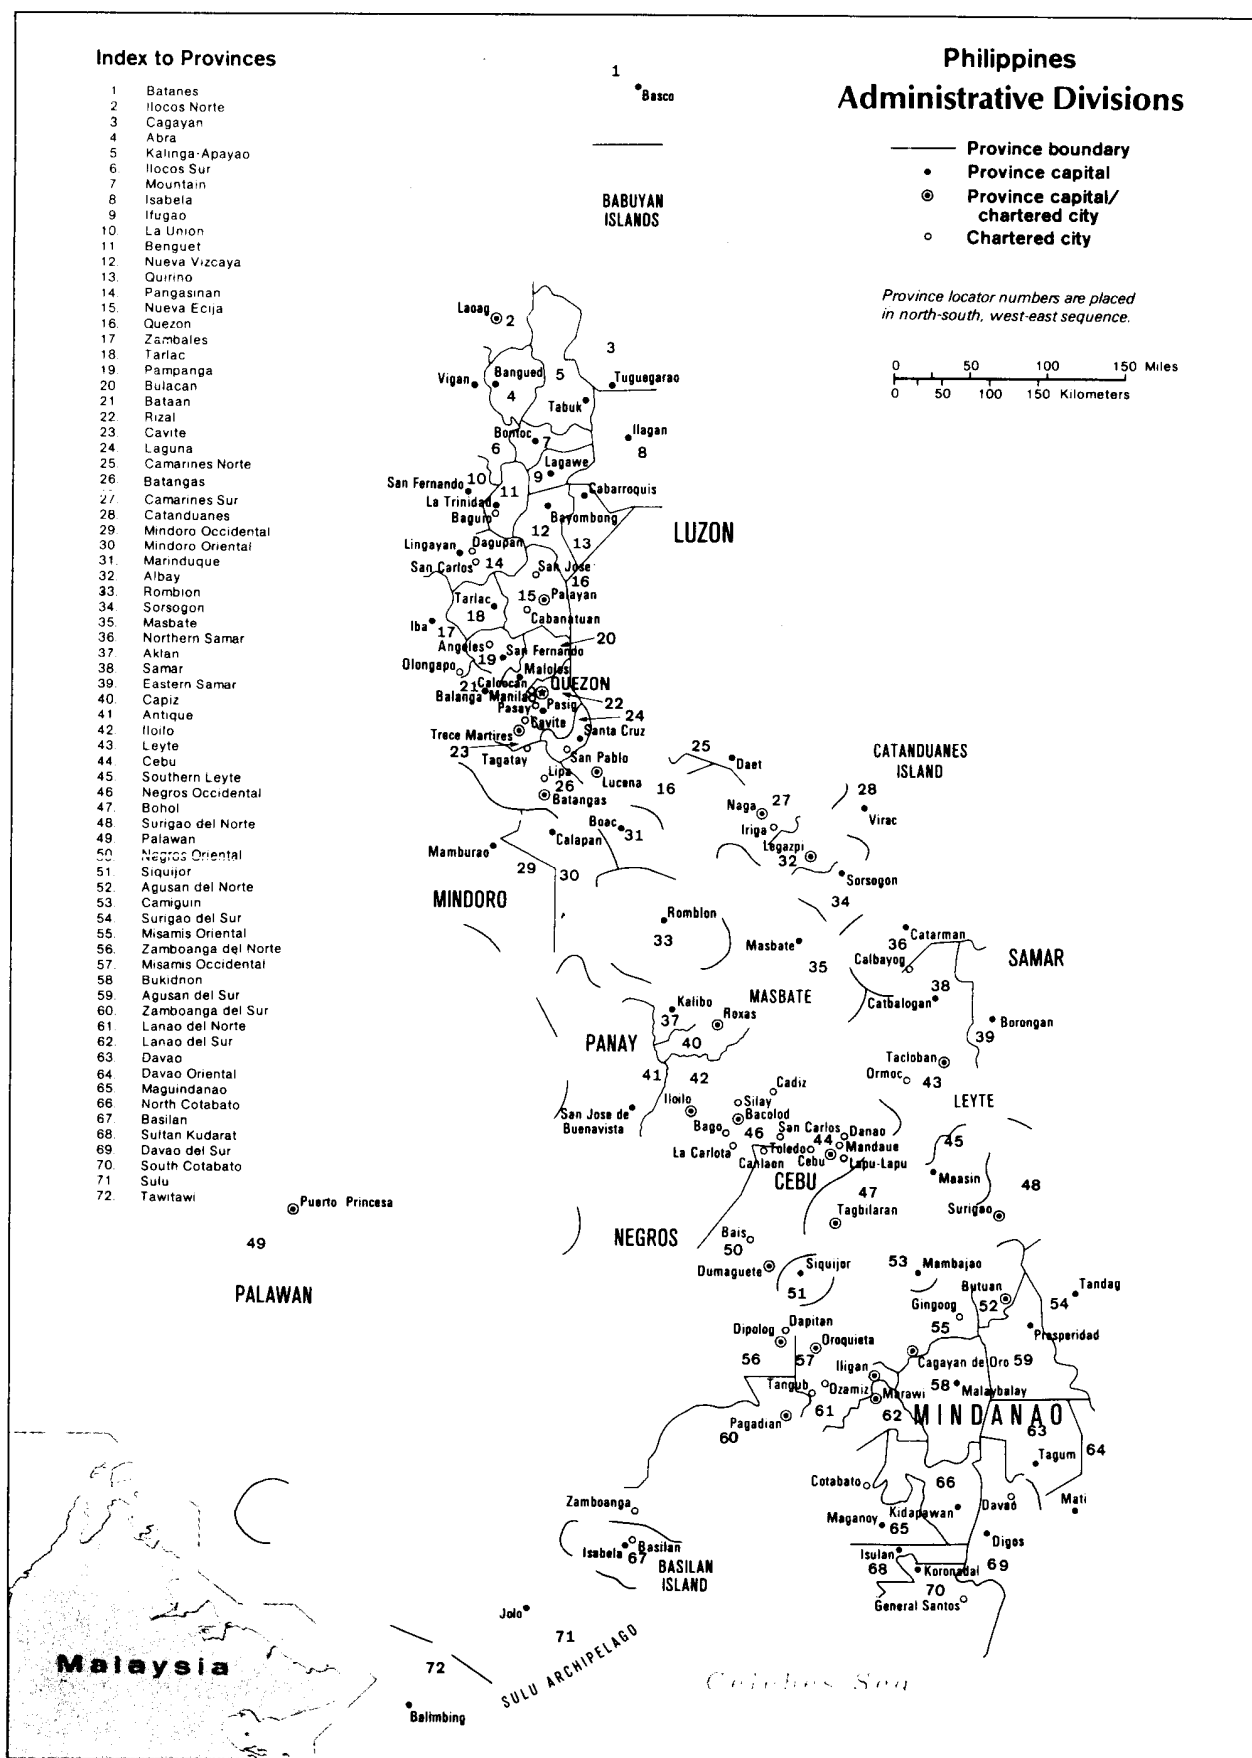 Index to Provinces
1 Batanes
2 Ilocos Norte
3 Cagayan
4 Abra
5 Kalinga-Apayao
6 Ilocos Sur
7 Mountain
8 Isabela
9 Ifugao
10. La Union
11 Benguet
12. Nueva Vizcaya
13. Quirino
14. Pangasinan
15. Nueva Ecija
16. Quezon
17 Zambales
18. Tarlac
19. Pampanga
20 Bulacan
21 Bataan
22. Rizal
23. Cavite
24. Laguna
25 Camarines Norte
26. Batangas
27. Camarines Sur
28 Catanduanes
29. Mindoro Occidental
30 Mindoro Oriental
31. Marinduque
32 Albay
33. Romblon
34 Sorsogon
35. Masbate
36 Northern Samar
37. Aklan
38 Samar
39. Eastern Samar
40. Capiz
41 Antique
42. Iloilo
43. Leyte
44. Cebu
45. Southern Leyte
46 Negros Occidental
47. Bohol
48. Surigao del Norte
49. Palawan
50. Negros Oriental
51. Siquijor
52. Agusan del Norte
53. Camiguin
54. Surigao del Sur
55. Misamis Oriental
56. Zamboanga del Norte
57. Misamis Occidental
58 Bukidnon
59. Agusan del Sur
60. Zamboanga del Sur
61. Lanao del Norte
62. Lanao del Sur
63. Davao
64. Davao Oriental
65. Maguindanao
66. North Cotabato
67. Basilan
68. Sultan Kudarat
69. Davao del Sur
70. South Cotabato
71 Sulu
72. Tawitawi
Philippines
Administrative Divisions
Province boundary
Province capital
Province capital/
chartered city
Chartered city
Province locator numbers are placed
in north-south, west-east sequence.
0 50 100 150 Miles
0 50 100 150 Kilometers
1
Basco
BABUYAN
ISLANDS
Laoag
2
3
Vigan
Bangued
4
5
Tuguegarao
Tabuk
Bontoc
6
7
Ilagan
8
Lagawe
9
San Fernando
10
11
Cabarroquis
La Trinidad
Baguio
Bayombong
12
13
LUZON
Lingayan
Dagupan
San Carlos
14
San Jose
16
Tarlac
18
15
Palayan
Cabanatuan
Iba
17
Angeles
19
San Fernando
20
Olongapo
Malolos
21
Caloocan
QUEZON
Balanga
Manila
22
Pasay
Pasig
24
Cavite
Trece Martires
Santa Cruz
23
Tagatay
San Pablo
Lipa
Lucena
26
Batangas
16
25
Daet
CATANDUANES
ISLAND
28
Virac
Naga
27
Iriga
Legazpi
32
Boac
31
Calapan
Mamburao
29
30
MINDORO
Sorsogon
34
Romblon
33
Masbate
35
MASBATE
36
Catarman
Calbayog
SAMAR
38
Catbalogan
39
Borongan
Kalibo
37
Roxas
40
PANAY
41
42
Tacloban
Ormoc
43
LEYTE
Cadiz
Silay
Iloilo
Bacolod
San Jose de
Buenavista
Bago
46
San Carlos
Danao
44
Mandaue
La Carlota
Canlaon
Toledo
Cebu
Lapu-Lapu
CEBU
45
Maasin
47
Tagbilaran
48
Surigao
Puerto Princesa
49
PALAWAN
NEGROS
Bais
50
Dumaguete
Siquijor
51
53
Mambajao
Butuan
52
54
Tandag
Gingoog
55
Prosperidad
Dapitan
Dipolog
56
57
Oroquieta
Iligan
Cagayan de Oro
59
Tangub
Ozamiz
Marawi
58
Malaybalay
61
62
MINDANAO
Pagadian
60
63
64
Tagum
Cotabato
66
Davao
Mati
Zamboanga
Maganoy
65
Kidapawan
Digos
Isabela
Basilan
67
BASILAN
ISLAND
Isulan
68
Koronadal
69
70
General Santos
Jolo
71
SULU ARCHIPELAGO
72
Balimbing
Malaysia
Celebes Sea